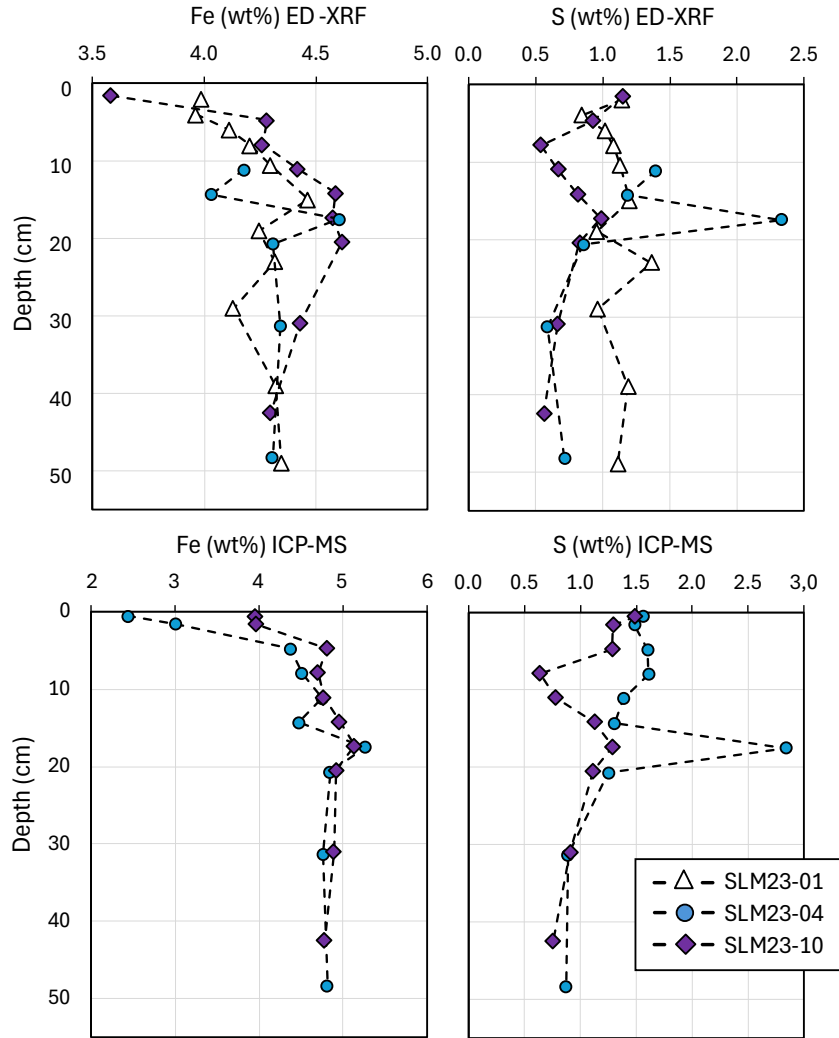 Fe (wt%) ED-XRF
3.5 4.0 4.5 5.0
0
10
20
30
40
50
Depth (cm)
S (wt%) ED-XRF
0.0 0.5 1.0 1.5 2.0 2.5
Fe (wt%) ICP-MS
2 3 4 5 6
0
10
20
30
40
50
Depth (cm)
S (wt%) ICP-MS
0.0 0.5 1.0 1.5 2.0 2.5 3,0
SLM23-01
SLM23-04
SLM23-10